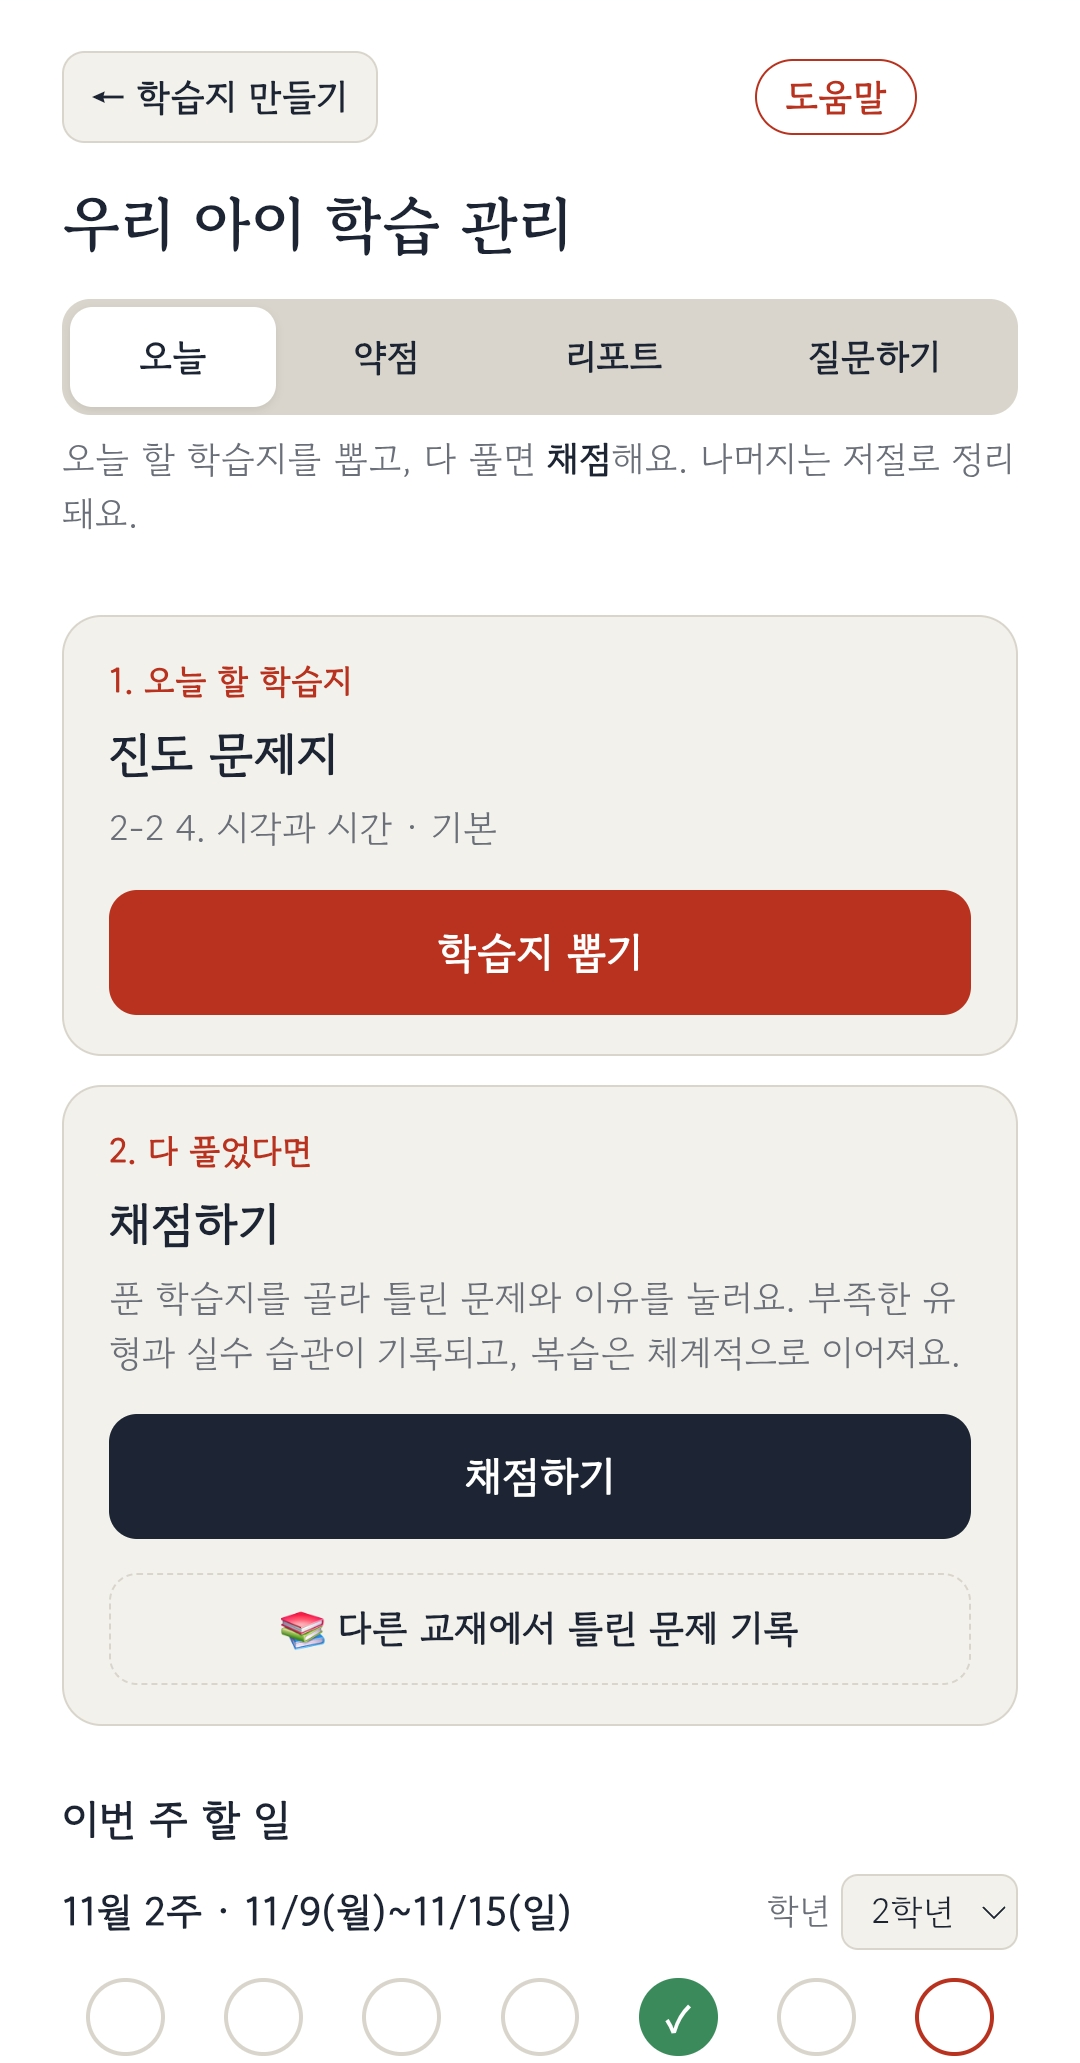 ← 학습지 만들기
도움말
우리 아이 학습 관리
오늘
약점
리포트
질문하기
오늘 할 학습지를 뽑고, 다 풀면 채점해요. 나머지는 저절로 정리
돼요.
1. 오늘 할 학습지
진도 문제지
2-2 4. 시각과 시간 · 기본
학습지 뽑기
2. 다 풀었다면
채점하기
푼 학습지를 골라 틀린 문제와 이유를 눌러요. 부족한 유
형과 실수 습관이 기록되고, 복습은 체계적으로 이어져요.
채점하기
📚 다른 교재에서 틀린 문제 기록
이번 주 할 일
11월 2주 · 11/9(월)~11/15(일)
학년
2학년
✓